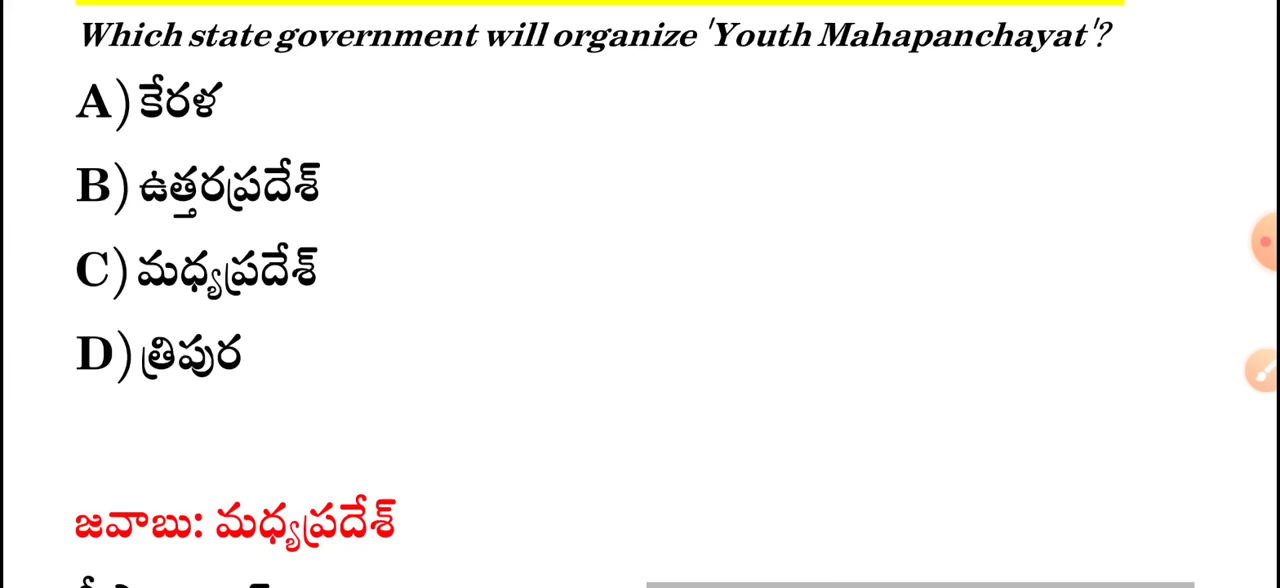 Which state government will organize 'Youth Mahapanchayat'?
A) కేరళ
B) ఉత్తరప్రదేశ్
C) మధ్యప్రదేశ్
D) త్రిపుర
జవాబు: మధ్యప్రదేశ్